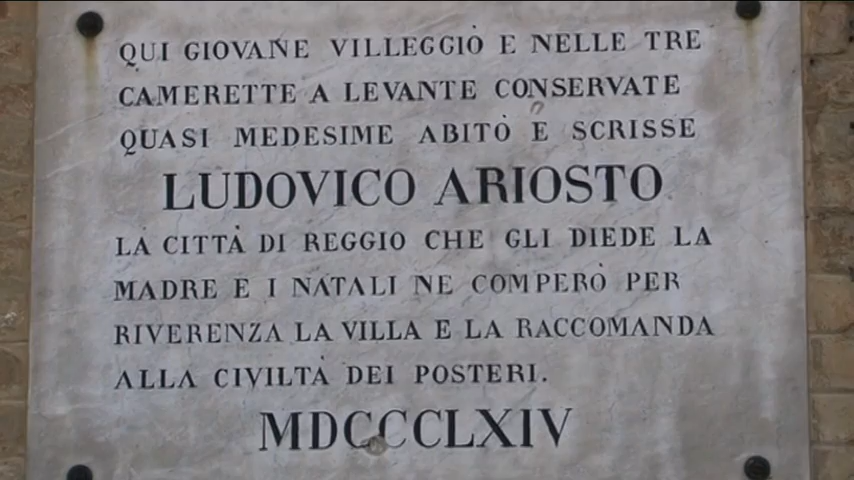 QUI GIOVANE VILLEGGIÒ E NELLE TRE
CAMERETTE A LEVANTE CONSERVATE
QUASI MEDESIME ABITÒ E SCRISSE
LUDOVICO ARIOSTO
LA CITTÀ DI REGGIO CHE GLI DIEDE LA
MADRE E I NATALI NE COMPERÒ PER
RIVERENZA LA VILLA E LA RACCOMANDA
ALLA CIVILTÀ DEI POSTERI.
MDCCCLXIV